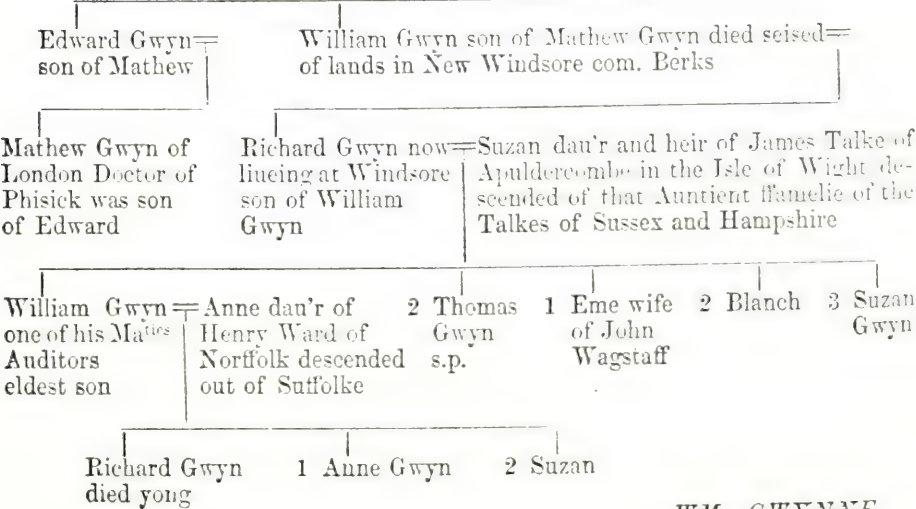 Edward Gwyn
son of Mathew
William Gwyn son of Mathew Gwyn died seised
of lands in New Windsore com. Berks
Mathew Gwyn of
London Doctor of
Phisick was son
of Edward
Richard Gwyn now
liueing at Windsore
son of William
Gwyn
Suzan dau'r and heir of James Talke of
Apuldercombe in the Isle of Wight de-
scended of that Auntient ffamelie of the
Talkes of Sussex and Hampshire
William Gwyn
one of his Maties
Auditors
eldest son
Anne dau'r of
Henry Ward of
Norffolk descended
out of Suffolke
2 Thomas
Gwyn
s.p.
1 Eme wife
of John
Wagstaff
2 Blanch
3 Suzan
Gwyn
Richard Gwyn
died yong
1 Anne Gwyn
2 Suzan
WM. GWYNNE